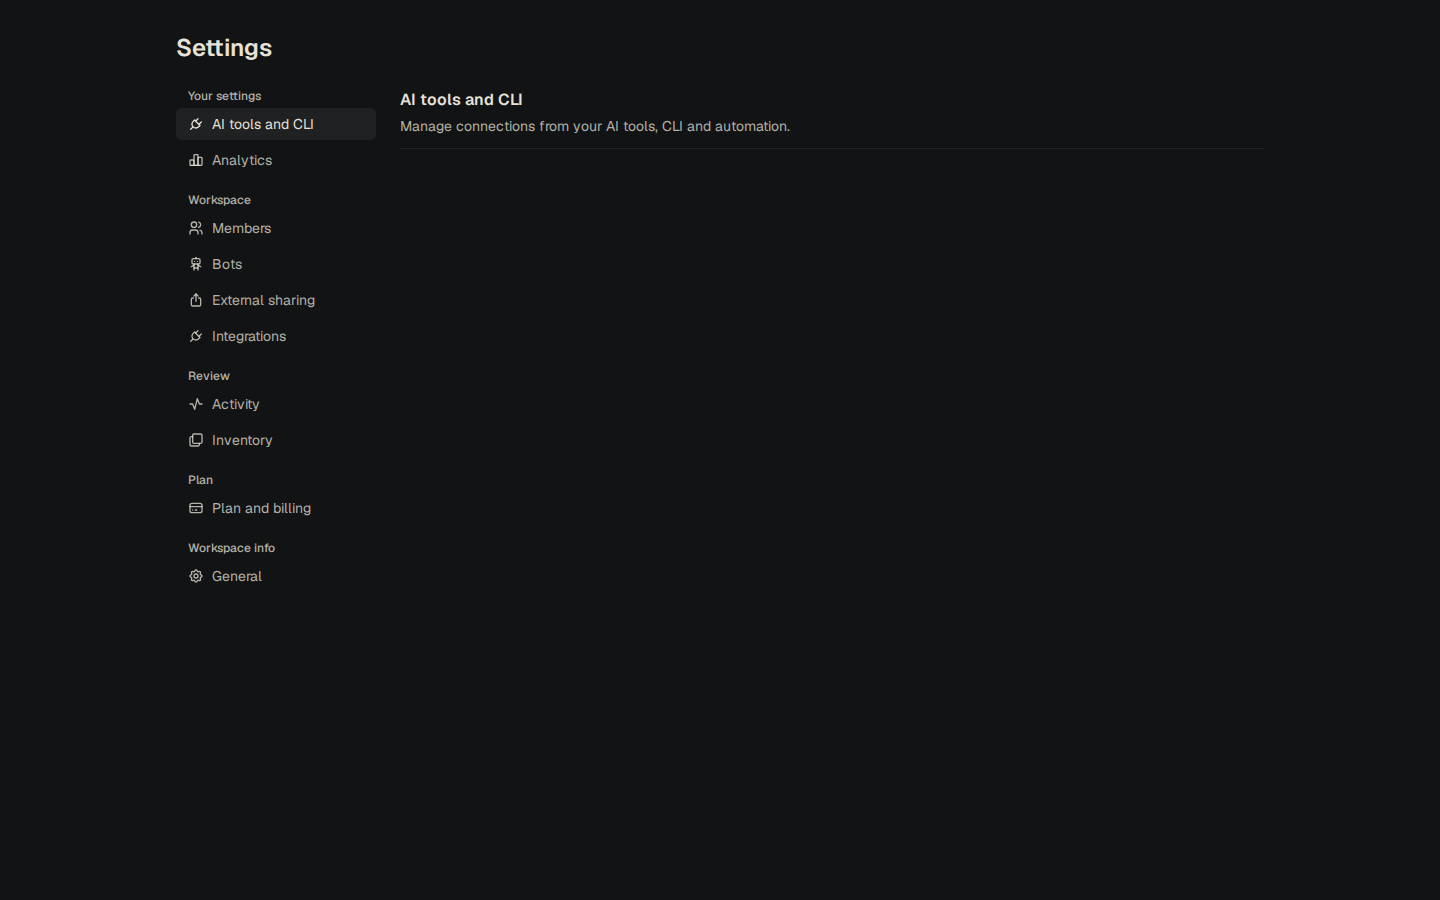 Settings
Your settings
AI tools and CLI
Analytics
Workspace
Members
Bots
External sharing
Integrations
Review
Activity
Inventory
Plan
Plan and billing
Workspace info
General
AI tools and CLI
Manage connections from your AI tools, CLI and automation.